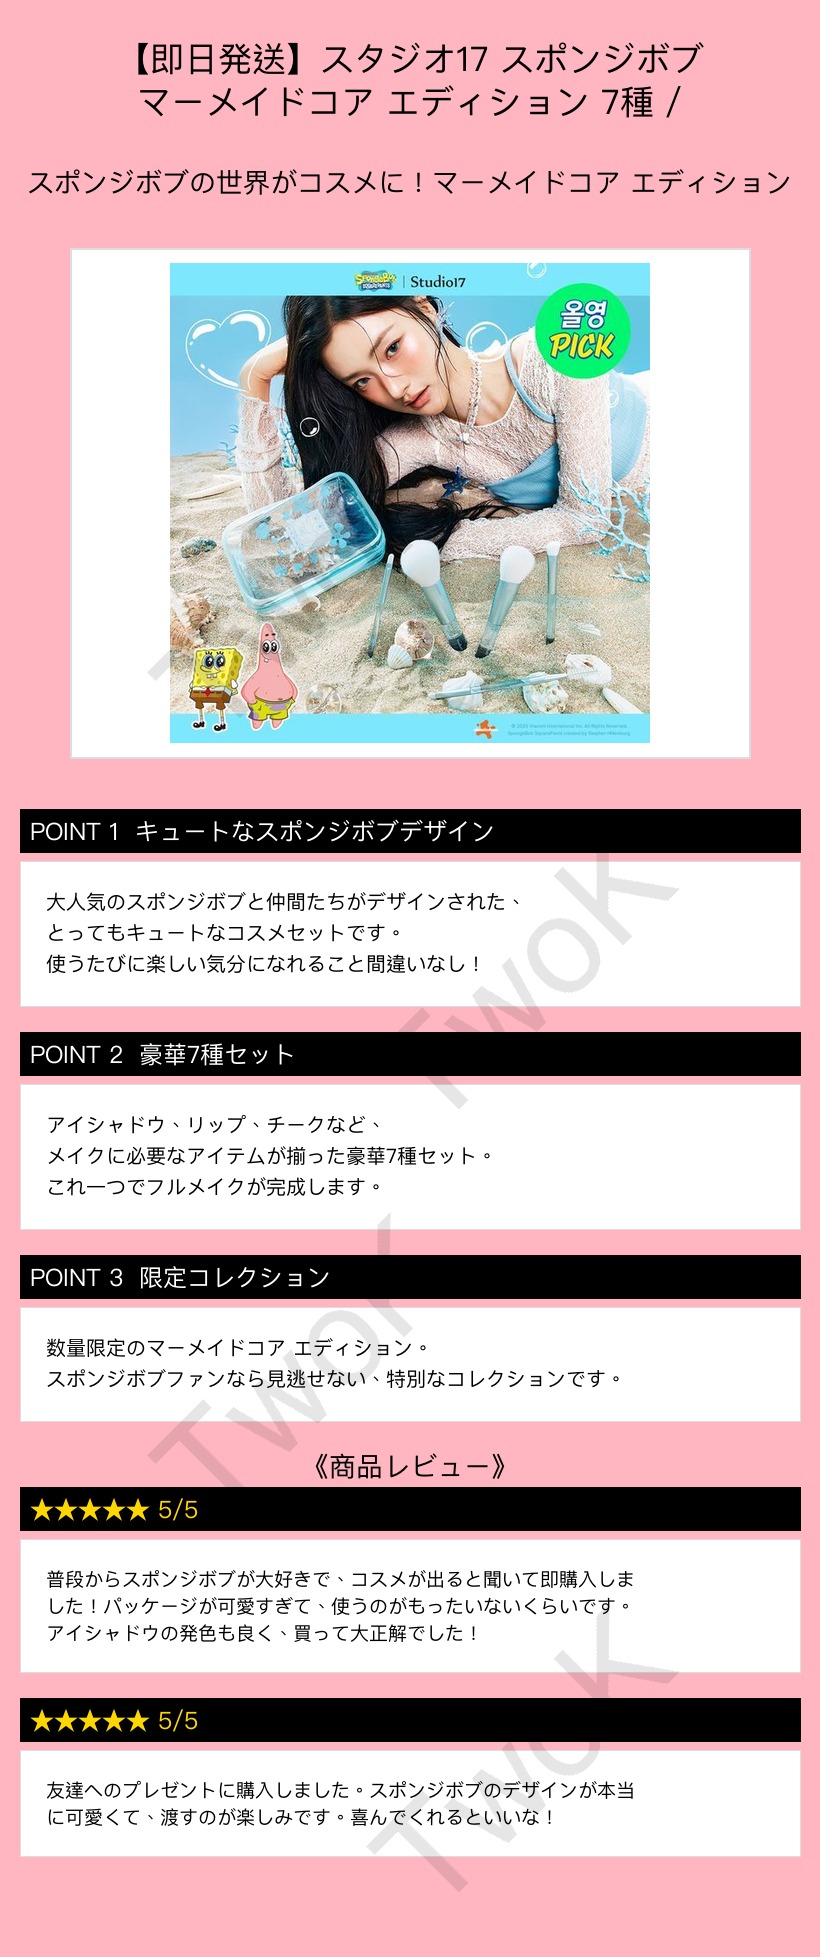 【即日発送】スタジオ17 スポンジボブ
マーメイドコア エディション 7種 /
スポンジボブの世界がコスメに！マーメイドコア エディション
SpongeBob
SQUAREPANTS
Studio17
올영
PICK
© 2025 Viacom International Inc. All Rights Reserved.
SpongeBob SquarePants created by Stephen Hillenburg.
POINT 1 キュートなスポンジボブデザイン
大人気のスポンジボブと仲間たちがデザインされた、
とってもキュートなコスメセットです。
使うたびに楽しい気分になれること間違いなし！
TwoK
POINT 2 豪華7種セット
アイシャドウ、リップ、チークなど、
メイクに必要なアイテムが揃った豪華7種セット。
これ一つでフルメイクが完成します。
POINT 3 限定コレクション
数量限定のマーメイドコア エディション。
スポンジボブファンなら見逃せない、特別なコレクションです。
TwoK
《商品レビュー》
★★★★★ 5/5
普段からスポンジボブが大好きで、コスメが出ると聞いて即購入しま
した！パッケージが可愛すぎて、使うのがもったいないくらいです。
アイシャドウの発色も良く、買って大正解でした！
★★★★★ 5/5
友達へのプレゼントに購入しました。スポンジボブのデザインが本当
に可愛くて、渡すのが楽しみです。喜んでくれるといいな！
TwoK